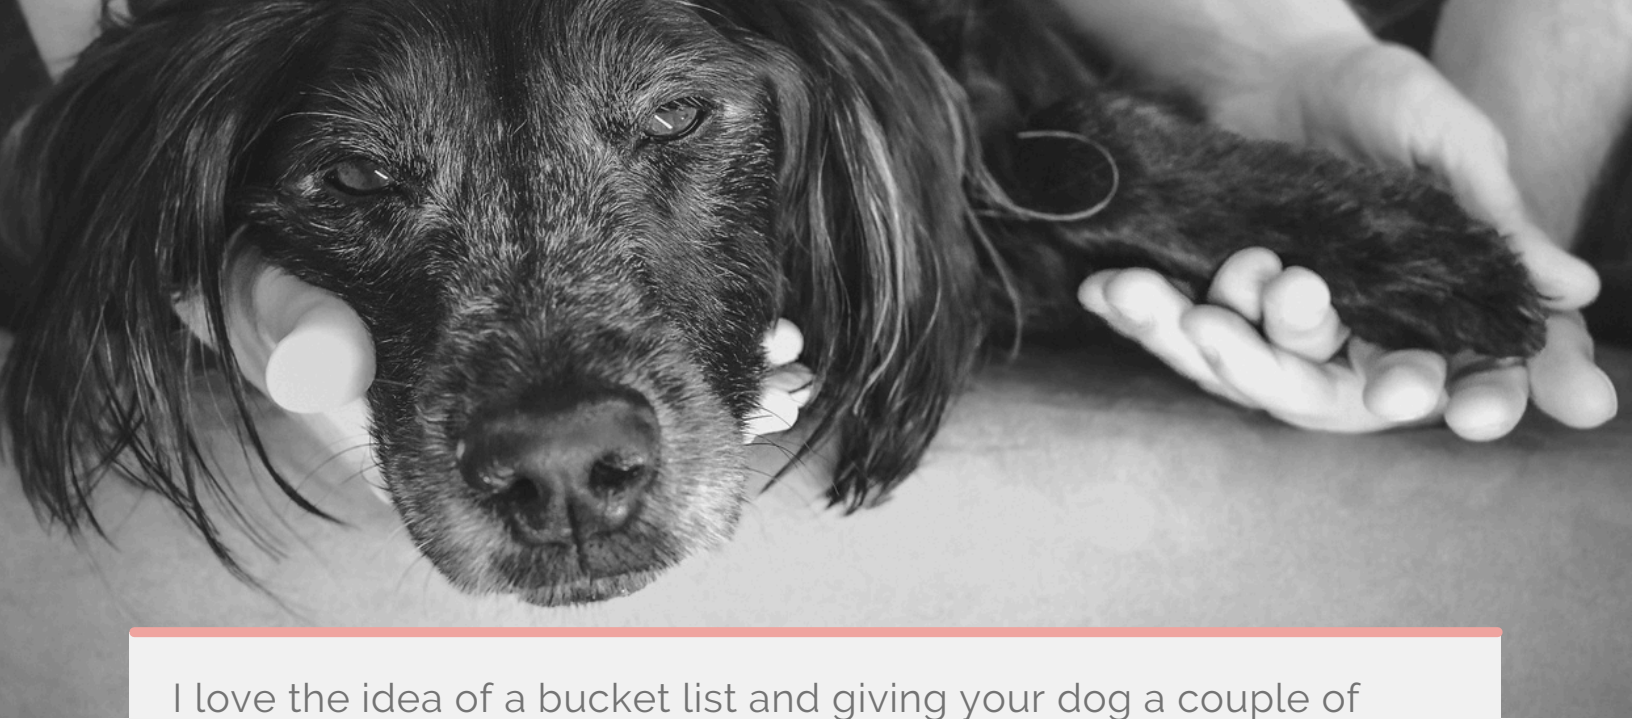 I love the idea of a bucket list and giving your dog a couple of